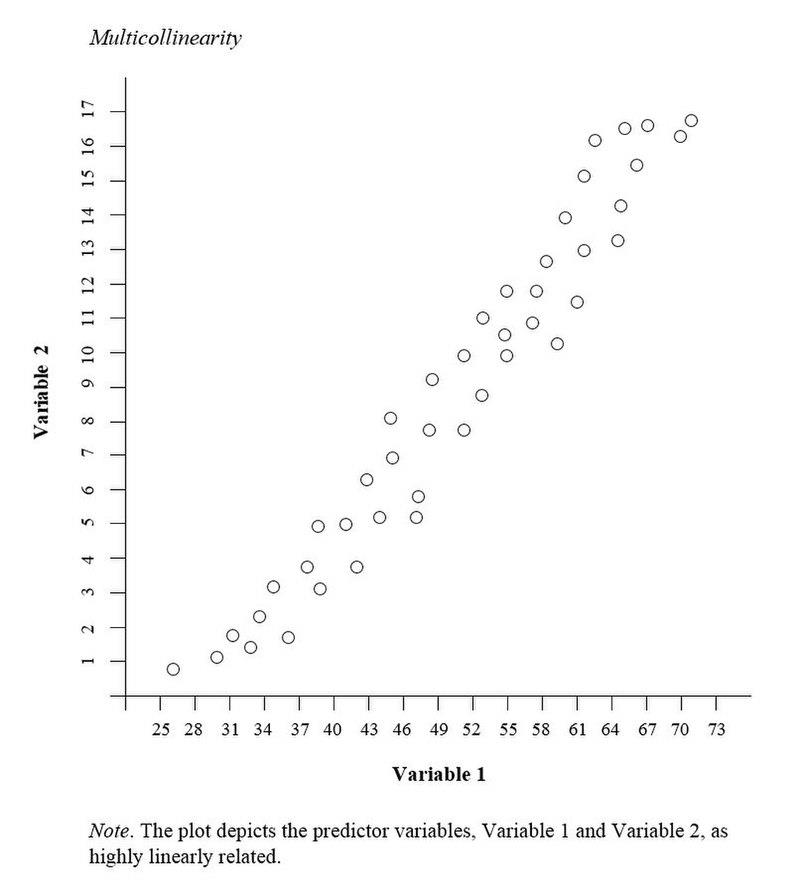 Multicollinearity
17
16
15
14
13
12
11
10
9
8
7
6
5
4
3
2
1
Variable 2
25 28 31 34 37 40 43 46 49 52 55 58 61 64 67 70 73
Variable 1
Note. The plot depicts the predictor variables, Variable 1 and Variable 2, as
highly linearly related.